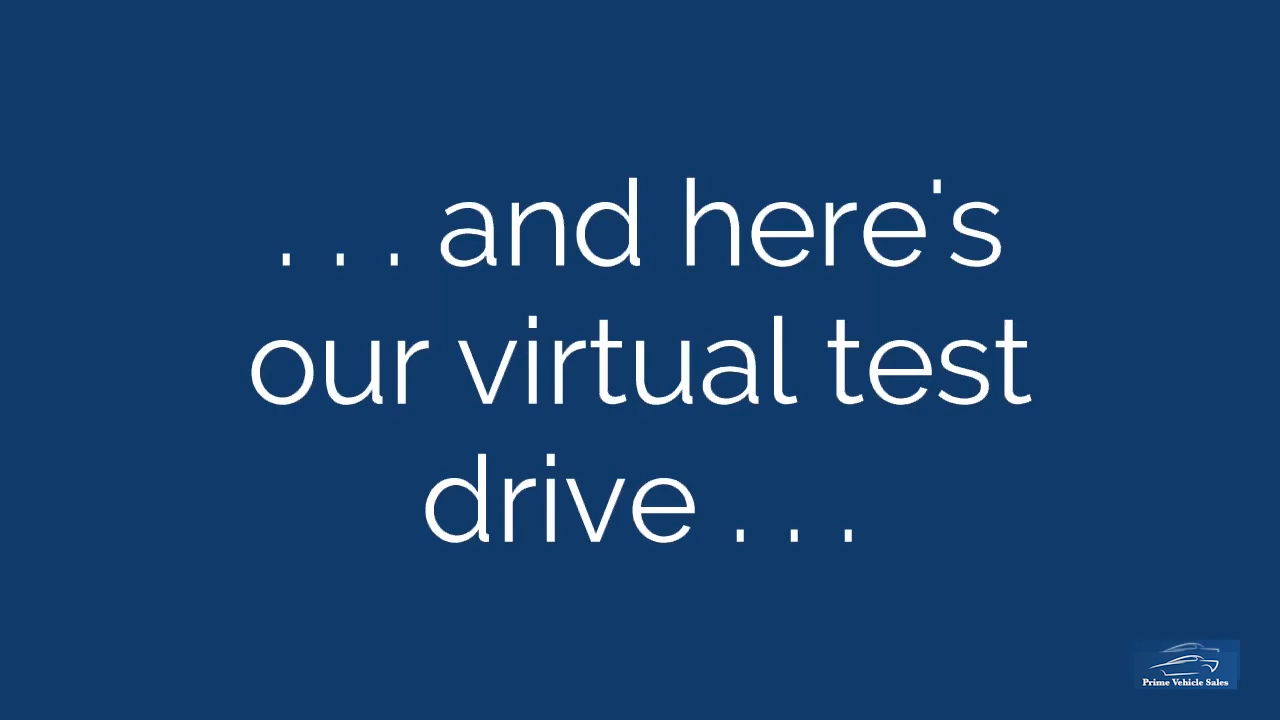 . . . and here's
our virtual test
drive . . .
Prime Vehicle Sales